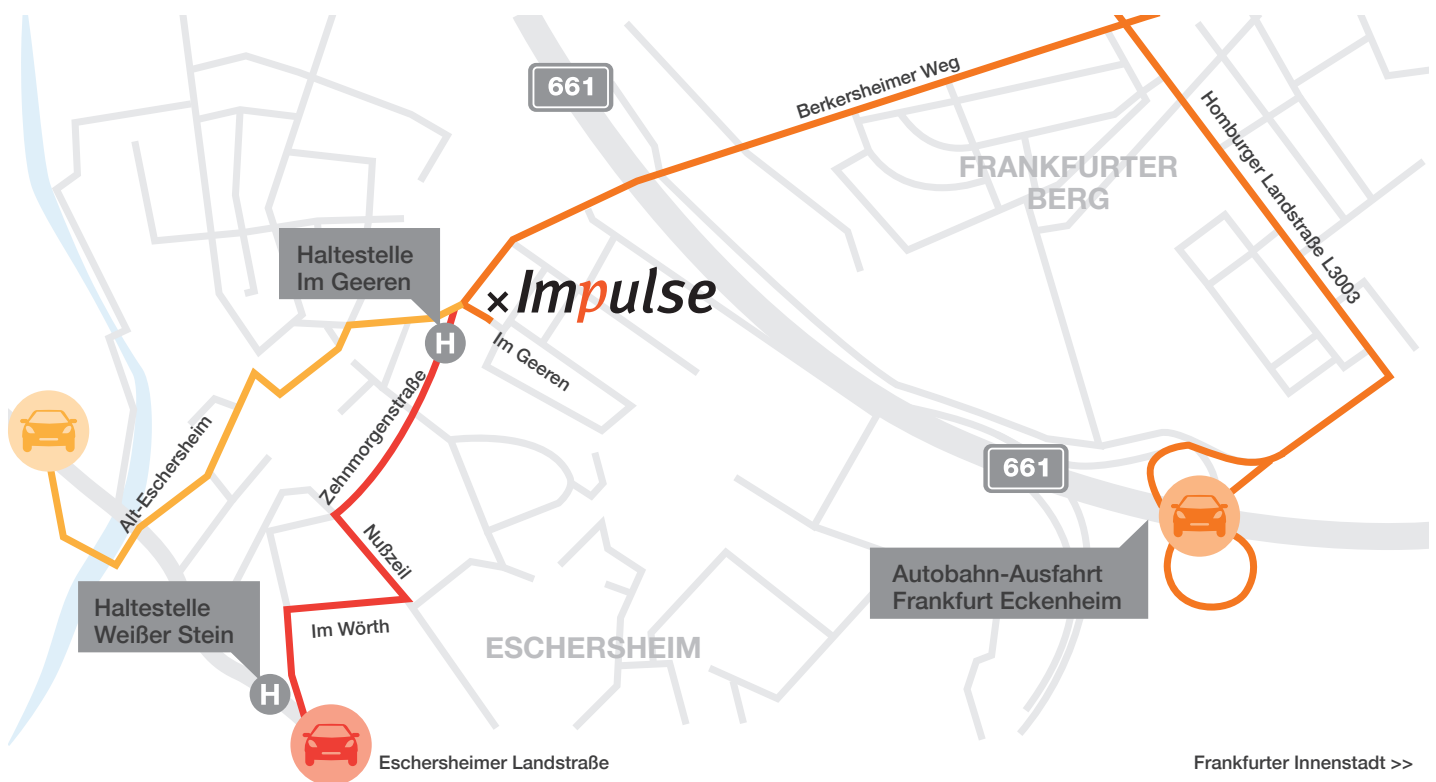 661
Berkersheimer Weg
Homburger Landstraße L3003
FRANKFURTER
BERG
Haltestelle
Im Geeren
× Impulse
H
Im Geeren
Zehnmorgenstraße
Alt-Eschersheim
661
Nußzeil
Autobahn-Ausfahrt
Frankfurt Eckenheim
Haltestelle
Weißer Stein
Im Wörth
ESCHERSHEIM
H
Eschersheimer Landstraße
Frankfurter Innenstadt >>